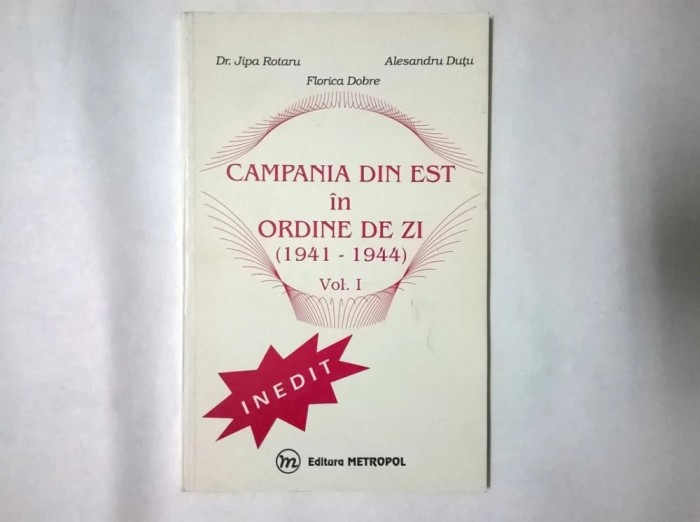 Dr. Jipa Rotaru Alesandru Duțu
Florica Dobre
CAMPANIA DIN EST
în
ORDINE DE ZI
(1941 - 1944)
Vol. I
INEDIT
m Editura METROPOL